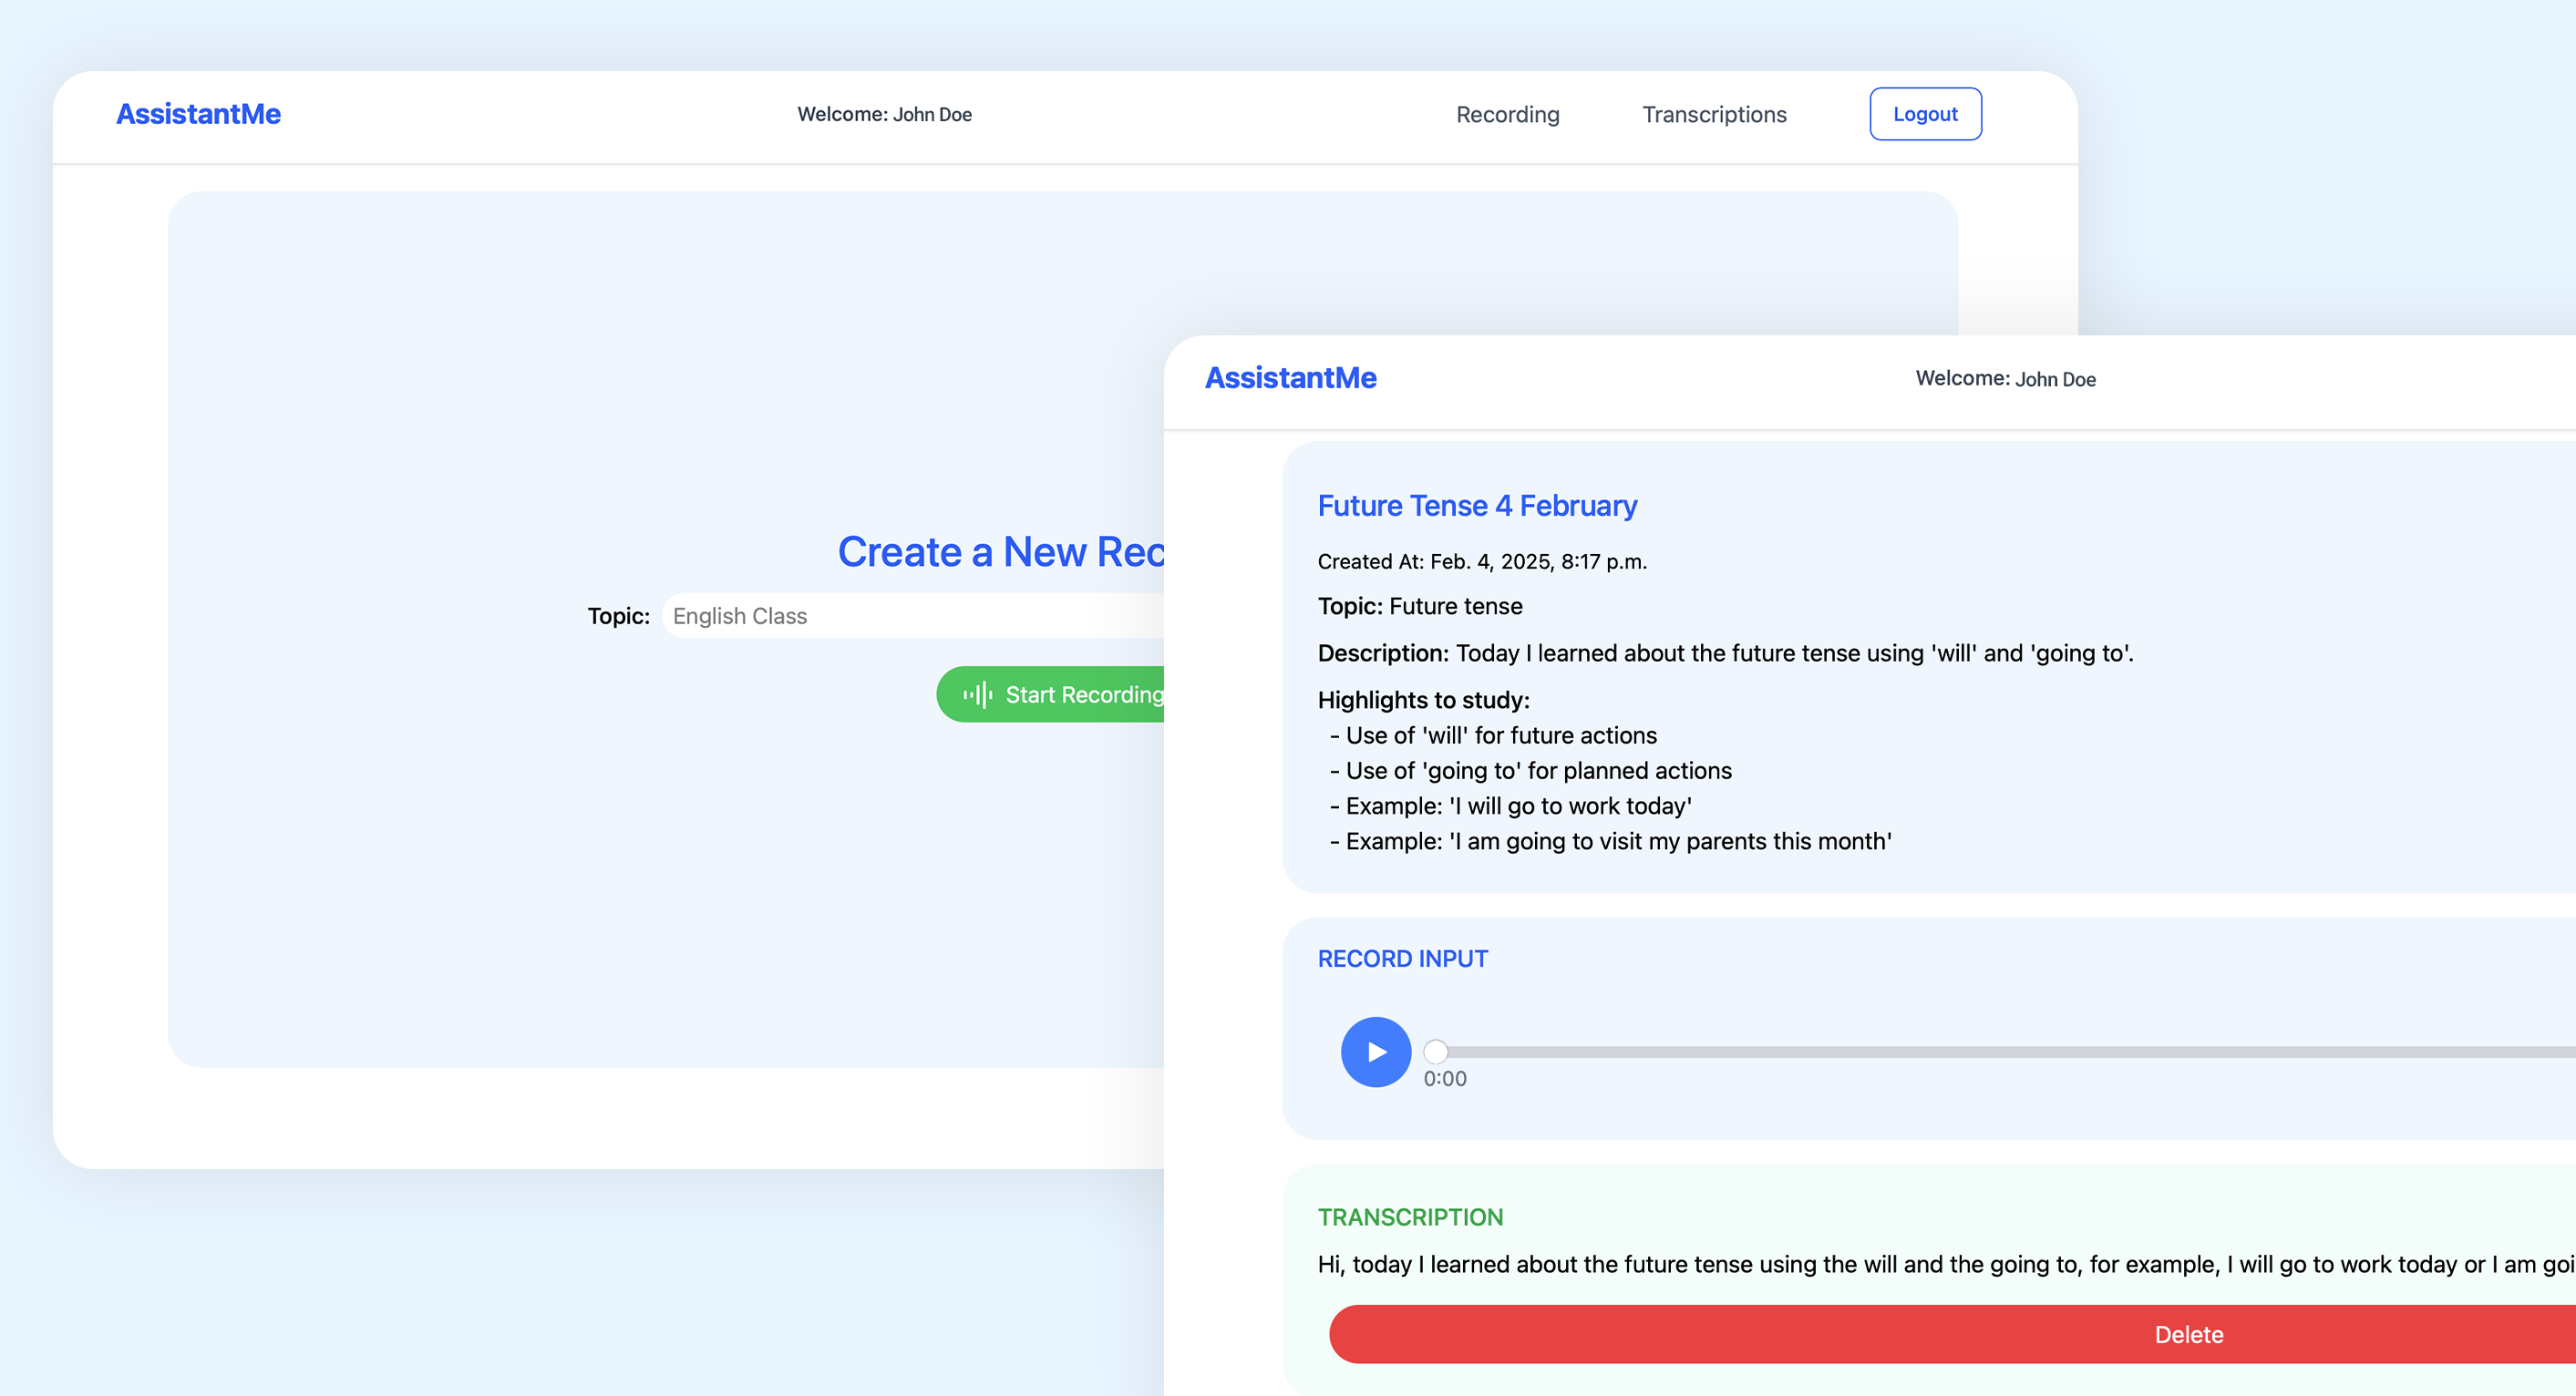 AssistantMe
Welcome: John Doe
Recording
Transcriptions
Logout
Create a New Rec
Topic: English Class
Start Recording
AssistantMe
Welcome: John Doe
Future Tense 4 February
Created At: Feb. 4, 2025, 8:17 p.m.
Topic: Future tense
Description: Today I learned about the future tense using 'will' and 'going to'.
Highlights to study:
- Use of 'will' for future actions
- Use of 'going to' for planned actions
- Example: 'I will go to work today'
- Example: 'I am going to visit my parents this month'
RECORD INPUT
0:00
TRANSCRIPTION
Hi, today I learned about the future tense using the will and the going to, for example, I will go to work today or I am goi
Delete